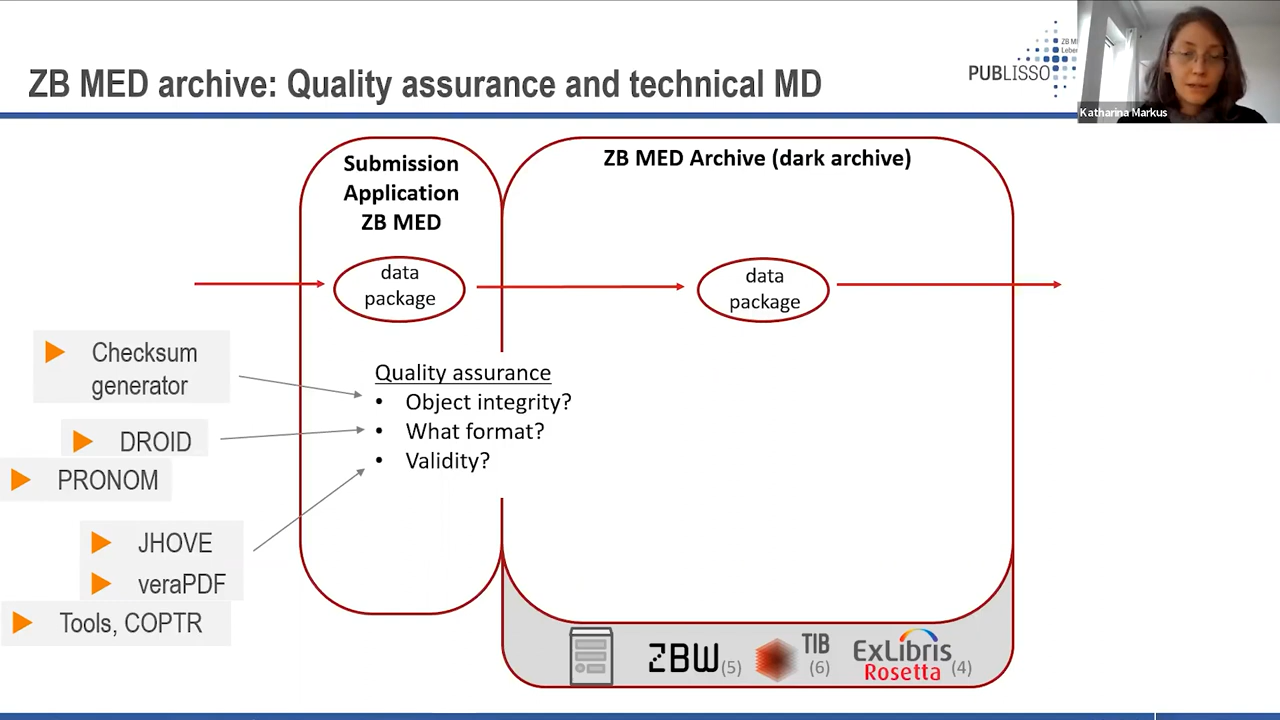 ZB MED archive: Quality assurance and technical MD
ZB M
Lebe
PUBLISSO
Katharina Markus
Submission
Application
ZB MED
ZB MED Archive (dark archive)
data
package
data
package
Checksum
generator
DROID
PRONOM
JHOVE
veraPDF
Tools, COPTR
Quality assurance
• Object integrity?
• What format?
• Validity?
ZBW (5)
TIB
(6)
ExLibris
Rosetta (4)